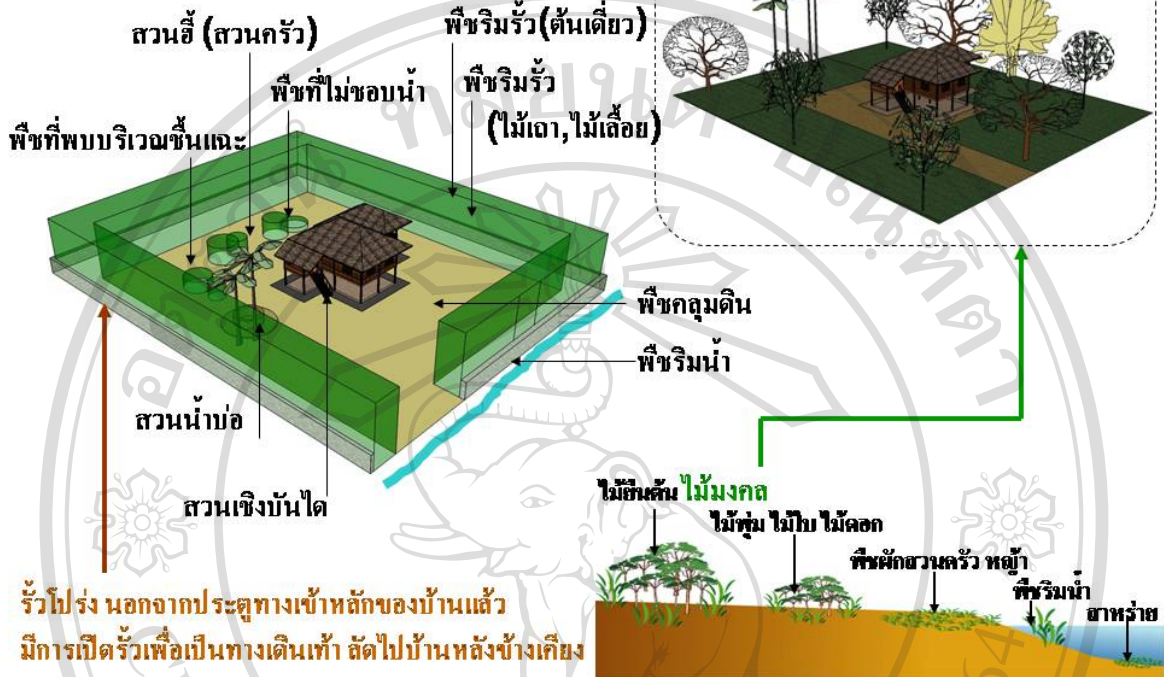 สวนฮี้ (สวนครัว)
พืชริมรั้ว(ต้นเดี่ยว)
พืชที่ไม่ชอบน้ำ
พืชริมรั้ว
(ไม้เถา,ไม้เลื้อย)
พืชที่พบบริเวณชื้นแฉะ
พืชคลุมดิน
พืชริมน้ำ
สวนน้ำบ่อ
สวนเชิงบันได
ไม้ยืนต้น ไม้มงคล
ไม้พุ่ม ไม้ใบ ไม้ดอก
พืชผักสวนครัว หญ้า
พืชริมน้ำ
สาหร่าย
รั้วโปร่ง นอกจากประตูทางเข้าหลักของบ้านแล้ว
มีการเปิดรั้วเพื่อเป็นทางเดินเท้า ลัดไปบ้านหลังข้างเคียง